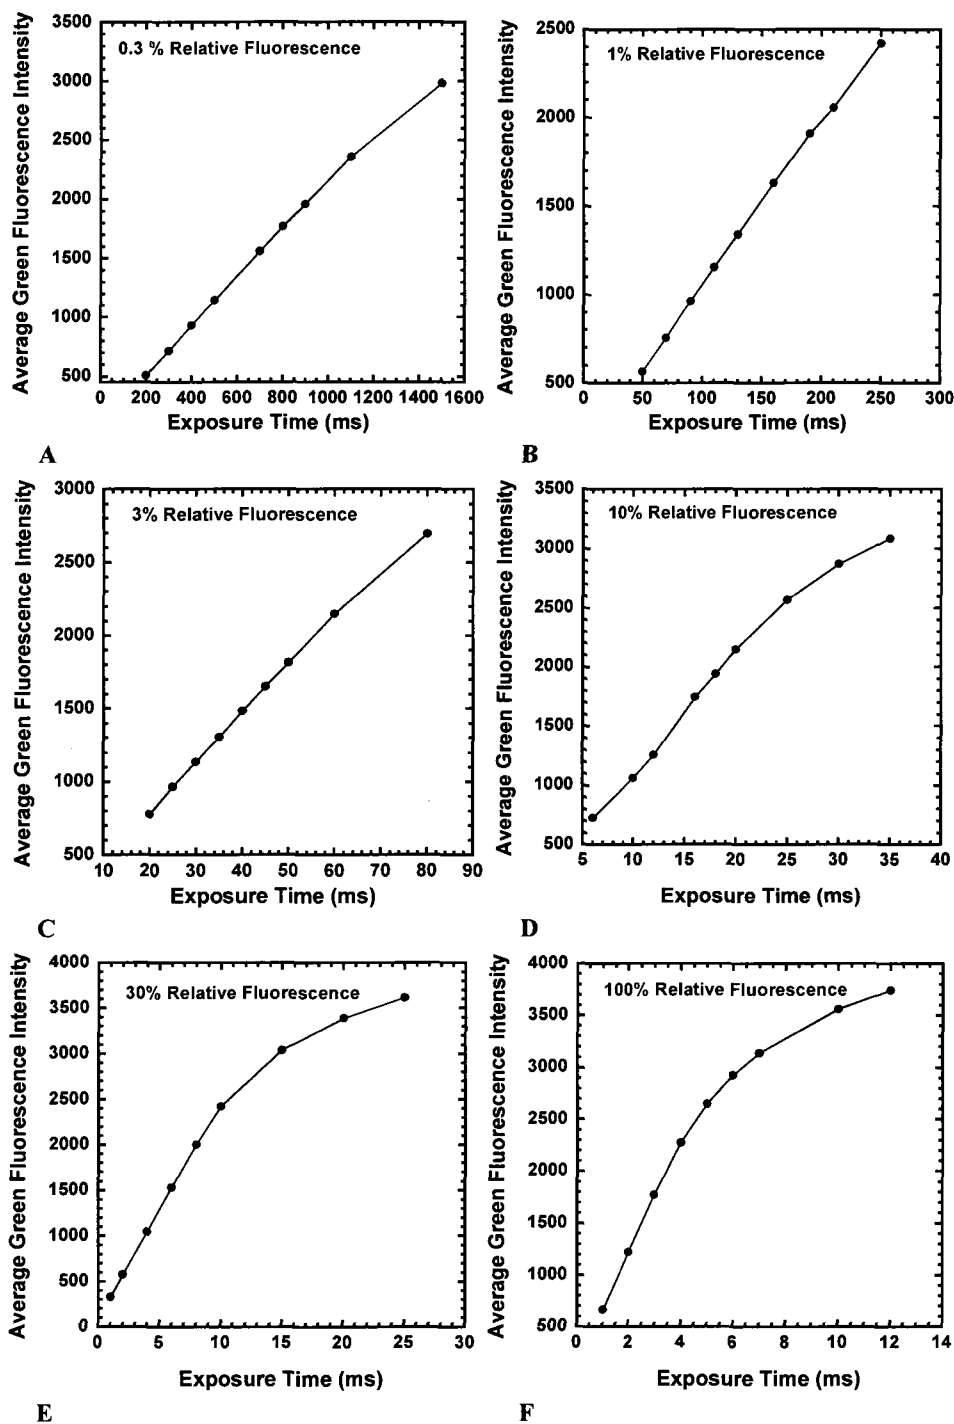 0.3 % Relative Fluorescence
Average Green Fluorescence Intensity
3500
3000
2500
2000
1500
1000
500
0 200 400 600 800 1000 1200 1400 1600
Exposure Time (ms)
A
1% Relative Fluorescence
Average Green Fluorescence Intensity
2500
2000
1500
1000
500
0 50 100 150 200 250 300
Exposure Time (ms)
B
3% Relative Fluorescence
Average Green Fluorescence Intensity
3000
2500
2000
1500
1000
500
10 20 30 40 50 60 70 80 90
Exposure Time (ms)
C
10% Relative Fluorescence
Average Green Fluorescence Intensity
3500
3000
2500
2000
1500
1000
500
5 10 15 20 25 30 35 40
Exposure Time (ms)
D
30% Relative Fluorescence
Average Green Fluorescence Intensity
4000
3500
3000
2500
2000
1500
1000
500
0
0 5 10 15 20 25 30
Exposure Time (ms)
E
100% Relative Fluorescence
Average Green Fluorescence Intensity
4000
3500
3000
2500
2000
1500
1000
500
0 2 4 6 8 10 12 14
Exposure Time (ms)
F